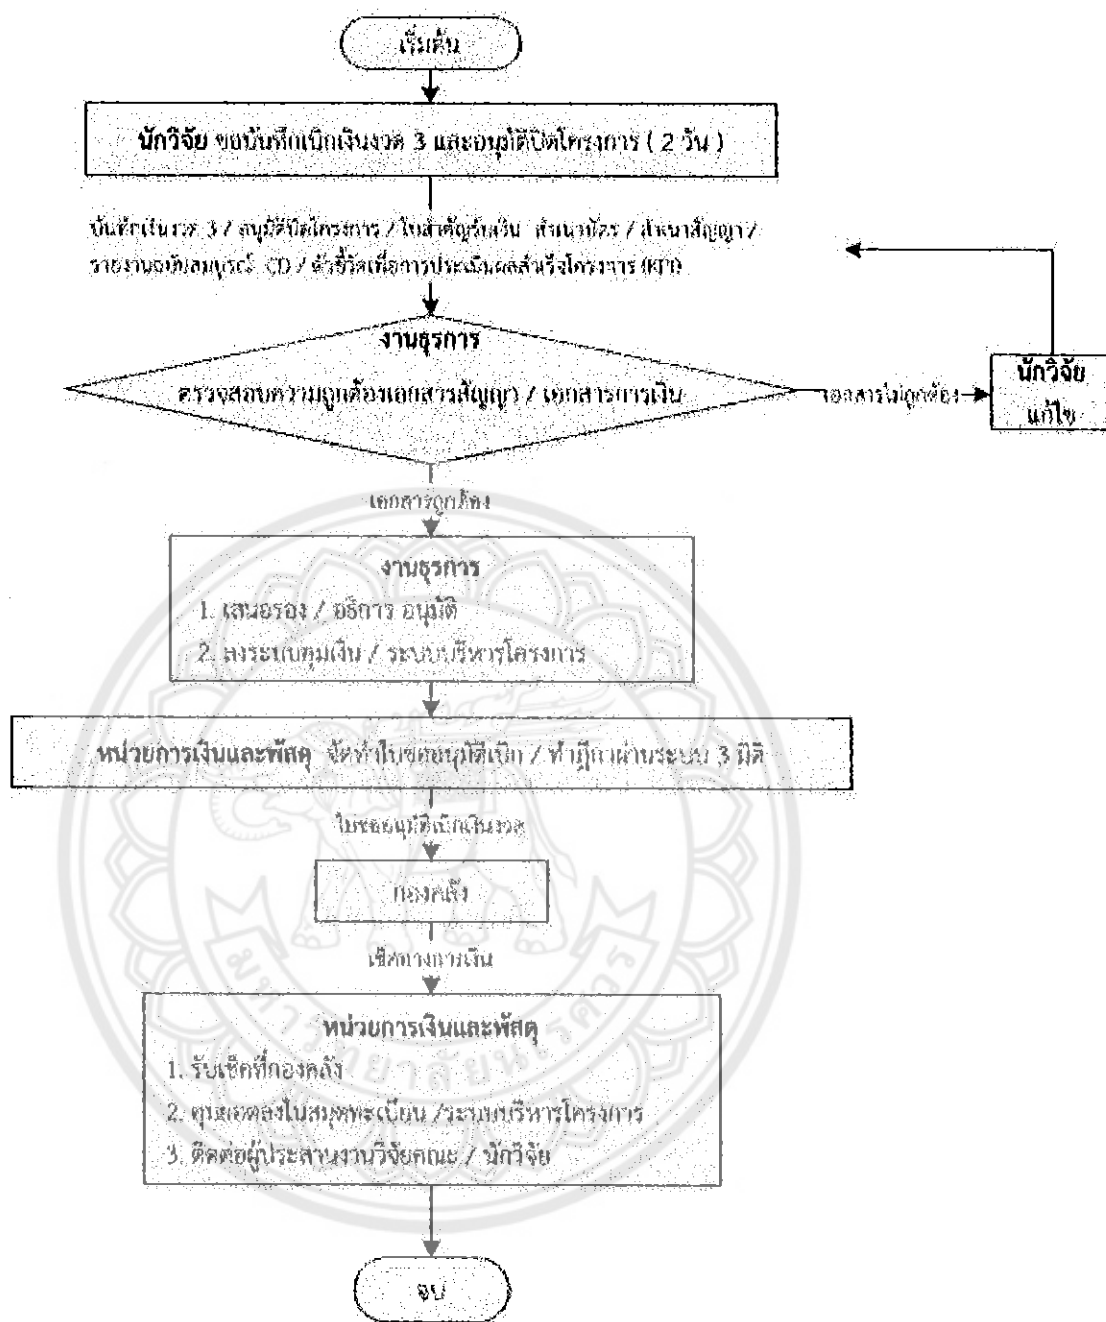 เริ่มต้น
นักวิจัย ขอบันทึกเบิกเงินงวด 3 และอนุมัติปิดโครงการ ( 2 วัน )
บันทึกเงินงวด 3 / อนุมัติปิดโครงการ / ใบสำคัญรับเงิน สำเนาบัตร / สำเนาสัญญา /
รายงานฉบับสมบูรณ์ CD / ตัวชี้วัดเพื่อการประเมินผลสำเร็จโครงการ (KPI)
งานธุรการ
ตรวจสอบความถูกต้องเอกสารสัญญา / เอกสารการเงิน
เอกสารไม่ถูกต้อง
นักวิจัย
แก้ไข
เอกสารถูกต้อง
งานธุรการ
1. เสนอรอง / อธิการ อนุมัติ
2. ลงระบบคุมเงิน / ระบบบริหารโครงการ
หน่วยการเงินและพัสดุ จัดทำใบขออนุมัติเบิก / ทำฎีกาผ่านระบบ 3 มิติ
ใบขออนุมัติเบิกเงินงวด
กองคลัง
เช็คทางการเงิน
หน่วยการเงินและพัสดุ
1. รับเช็คที่กองคลัง
2. คุมยอดลงในสมุดทะเบียน /ระบบบริหารโครงการ
3. ติดต่อผู้ประสานงานวิจัยคณะ / นักวิจัย
มหาวิทยาลัยนเรศวร
จบ